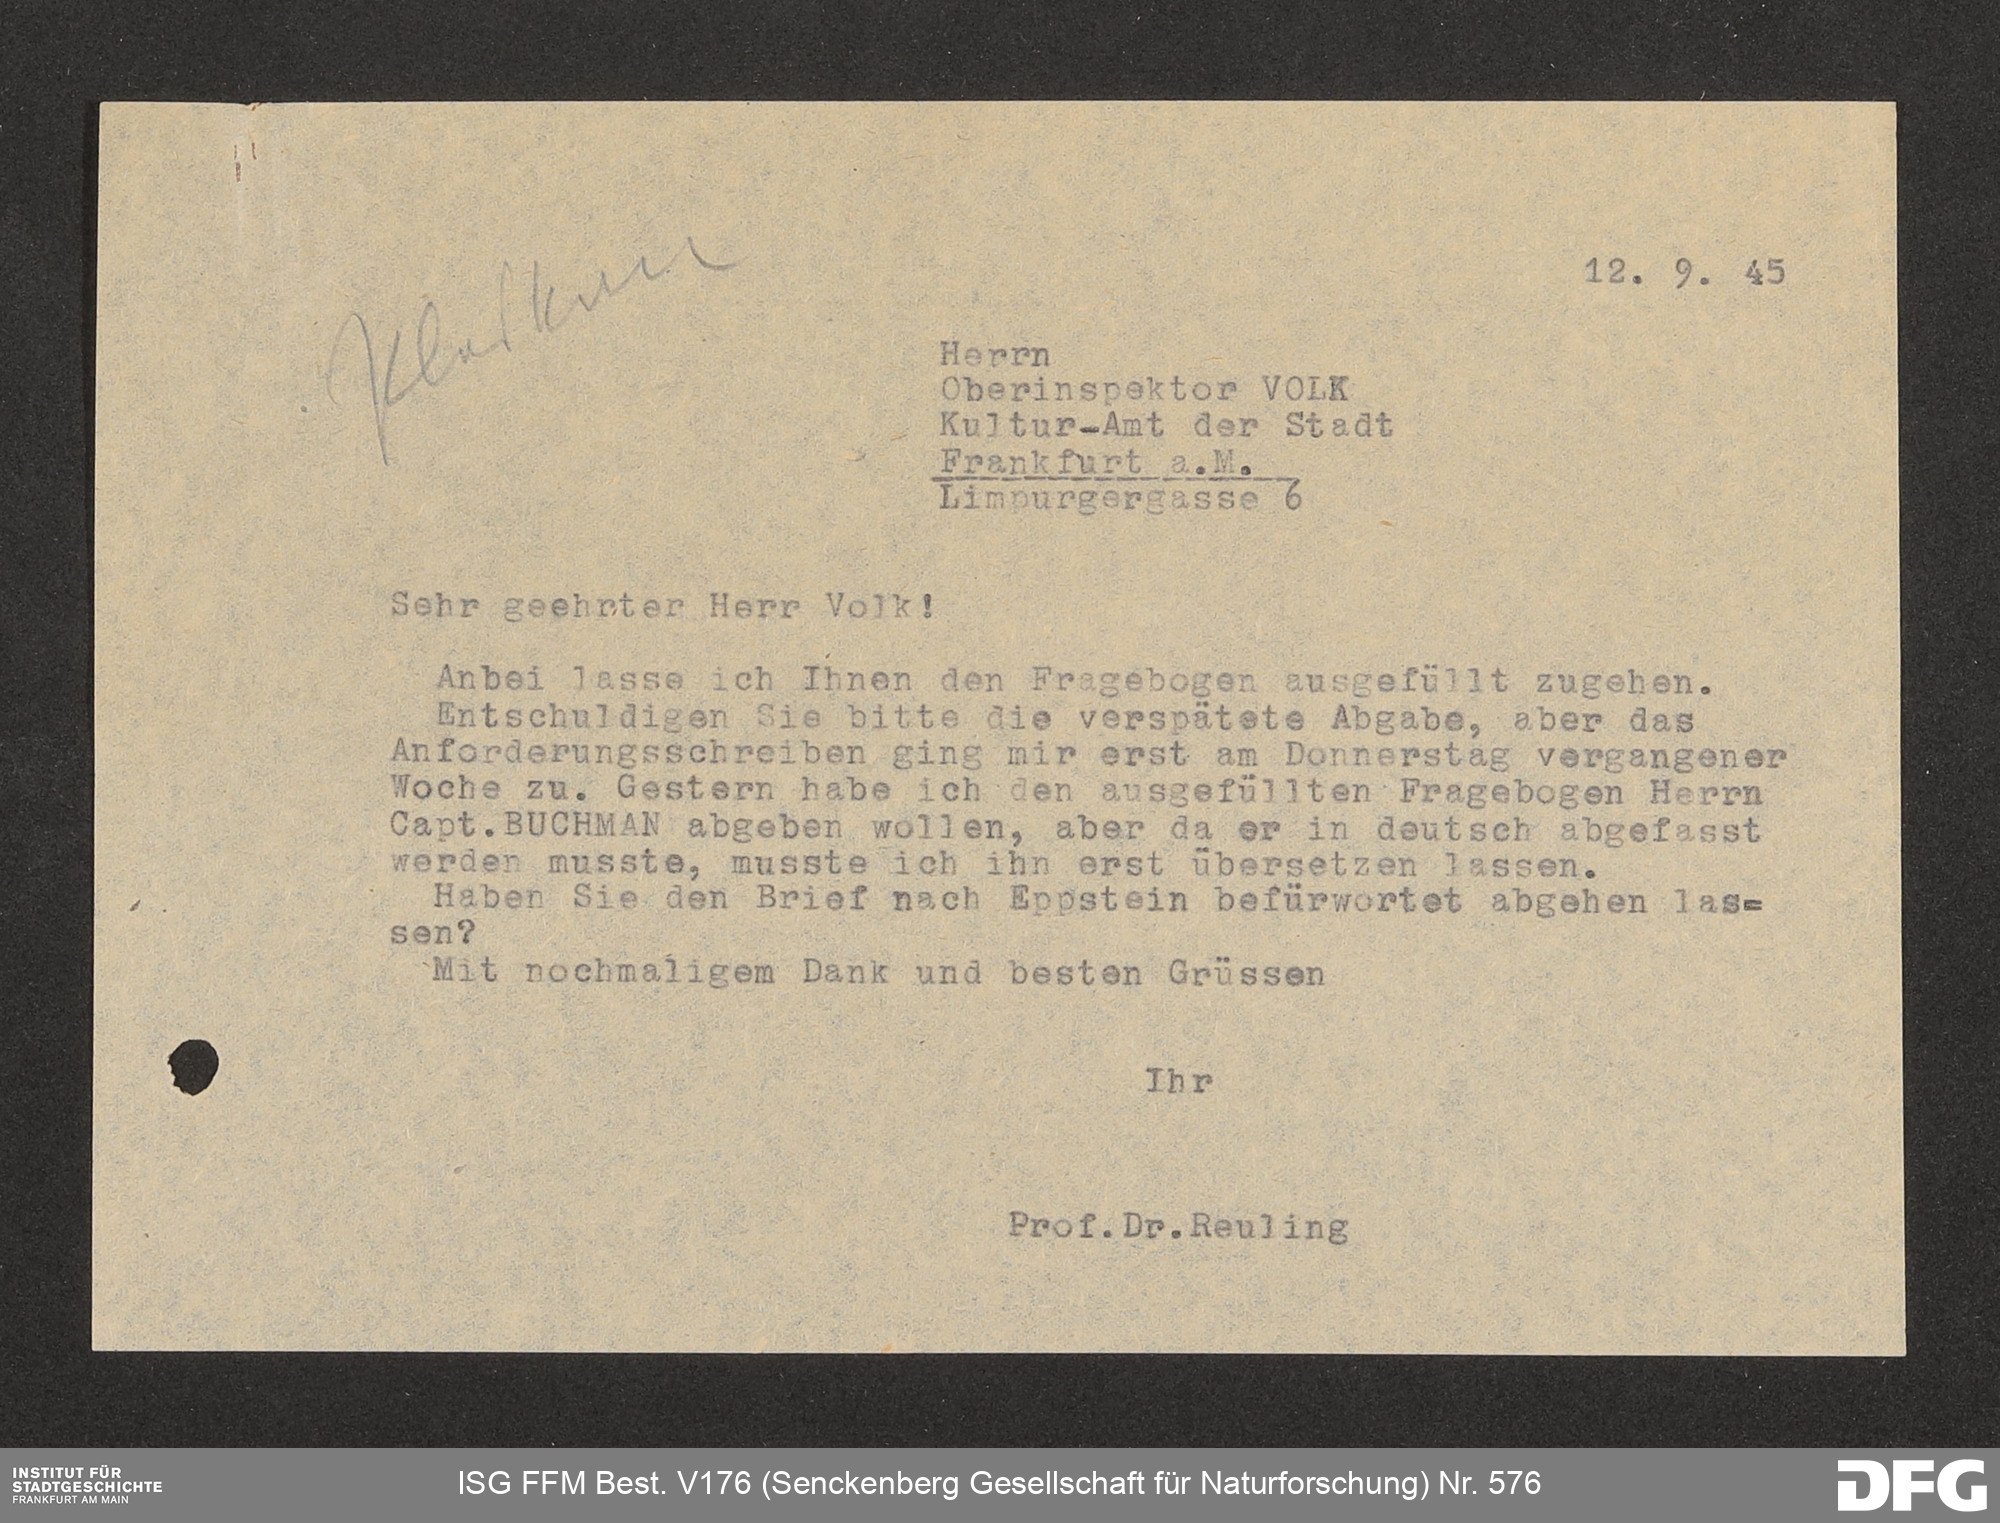 12. 9. 45
Herrn
Oberinspektor VOLK
Kultur-Amt der Stadt
Frankfurt a.M.
Limpurgergasse 6
Sehr geehrter Herr Volk!
Anbei lasse ich Ihnen den Fragebogen ausgefüllt zugehen.
Entschuldigen Sie bitte die verspätete Abgabe, aber das
Anforderungsschreiben ging mir erst am Donnerstag vergangener
Woche zu. Gestern habe ich den ausgefüllten Fragebogen Herrn
Capt.BUCHMAN abgeben wollen, aber da er in deutsch abgefasst
werden musste, musste ich ihn erst übersetzen lassen.
Haben Sie den Brief nach Eppstein befürwortet abgehen las=
sen?
Mit nochmaligem Dank und besten Grüssen
Ihr
Prof.Dr.Reuling
INSTITUT FÜR
STADTGESCHICHTE
FRANKFURT AM MAIN
ISG FFM Best. V176 (Senckenberg Gesellschaft für Naturforschung) Nr. 576
DFG